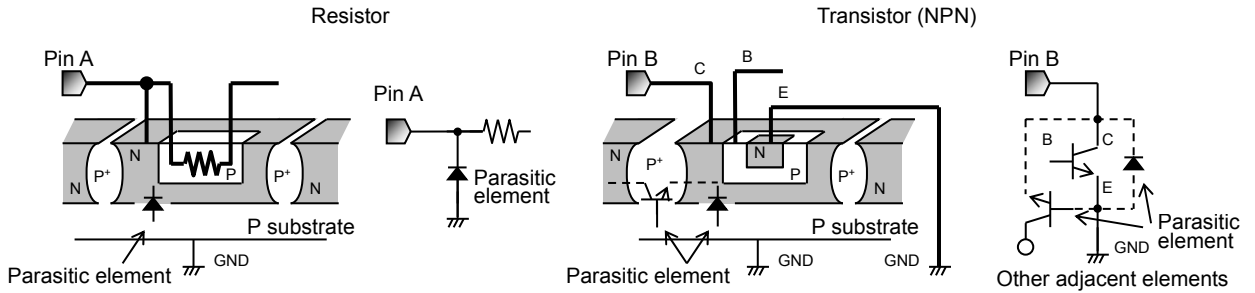 Resistor
Transistor (NPN)
Pin A
Pin A
N
N
P+
P
P+
N
Parasitic element
P substrate
GND
Parasitic
element
Pin B
C
B
E
N
P+
N
P
P+
N
P substrate
GND
GND
Parasitic element
Pin B
B
C
E
GND
Parasitic
element
Other adjacent elements